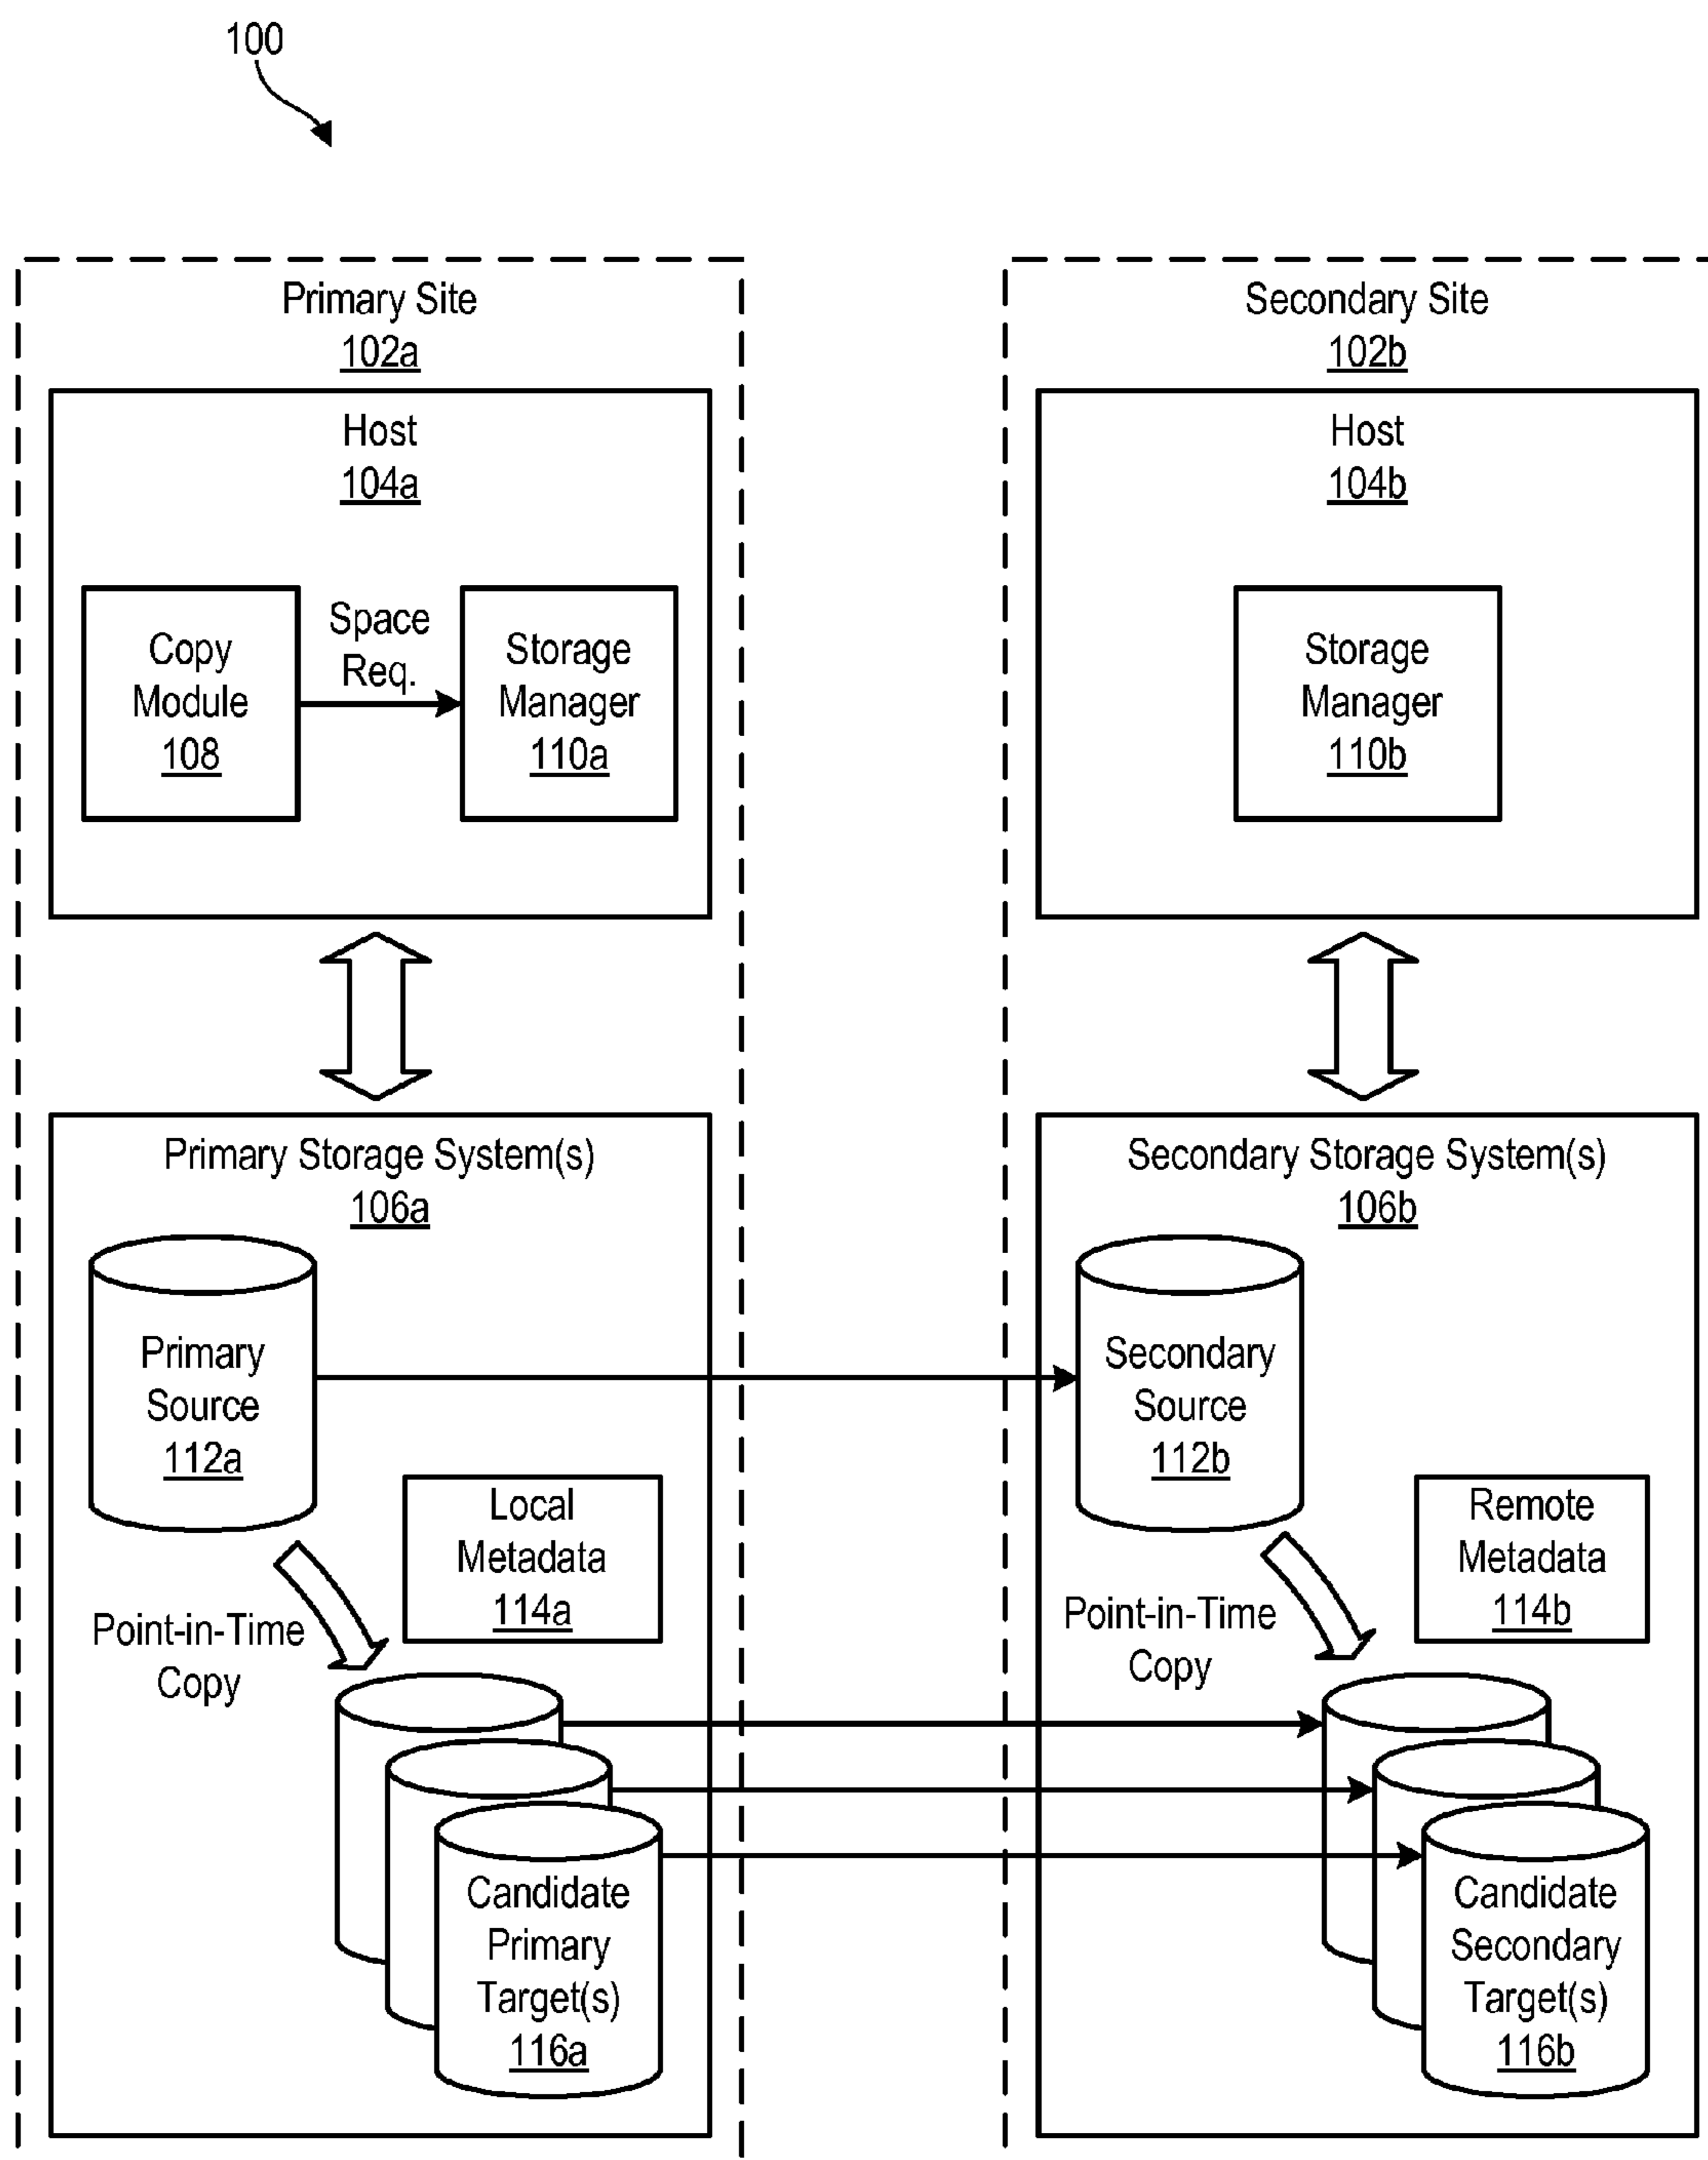 100
Primary Site
102a
Host
104a
Copy
Module
108
Space
Req.
Storage
Manager
110a
Primary Storage System(s)
106a
Primary
Source
112a
Local
Metadata
114a
Point-in-Time
Copy
Candidate
Primary
Target(s)
116a
Secondary Site
102b
Host
104b
Storage
Manager
110b
Secondary Storage System(s)
106b
Secondary
Source
112b
Remote
Metadata
114b
Point-in-Time
Copy
Candidate
Secondary
Target(s)
116b